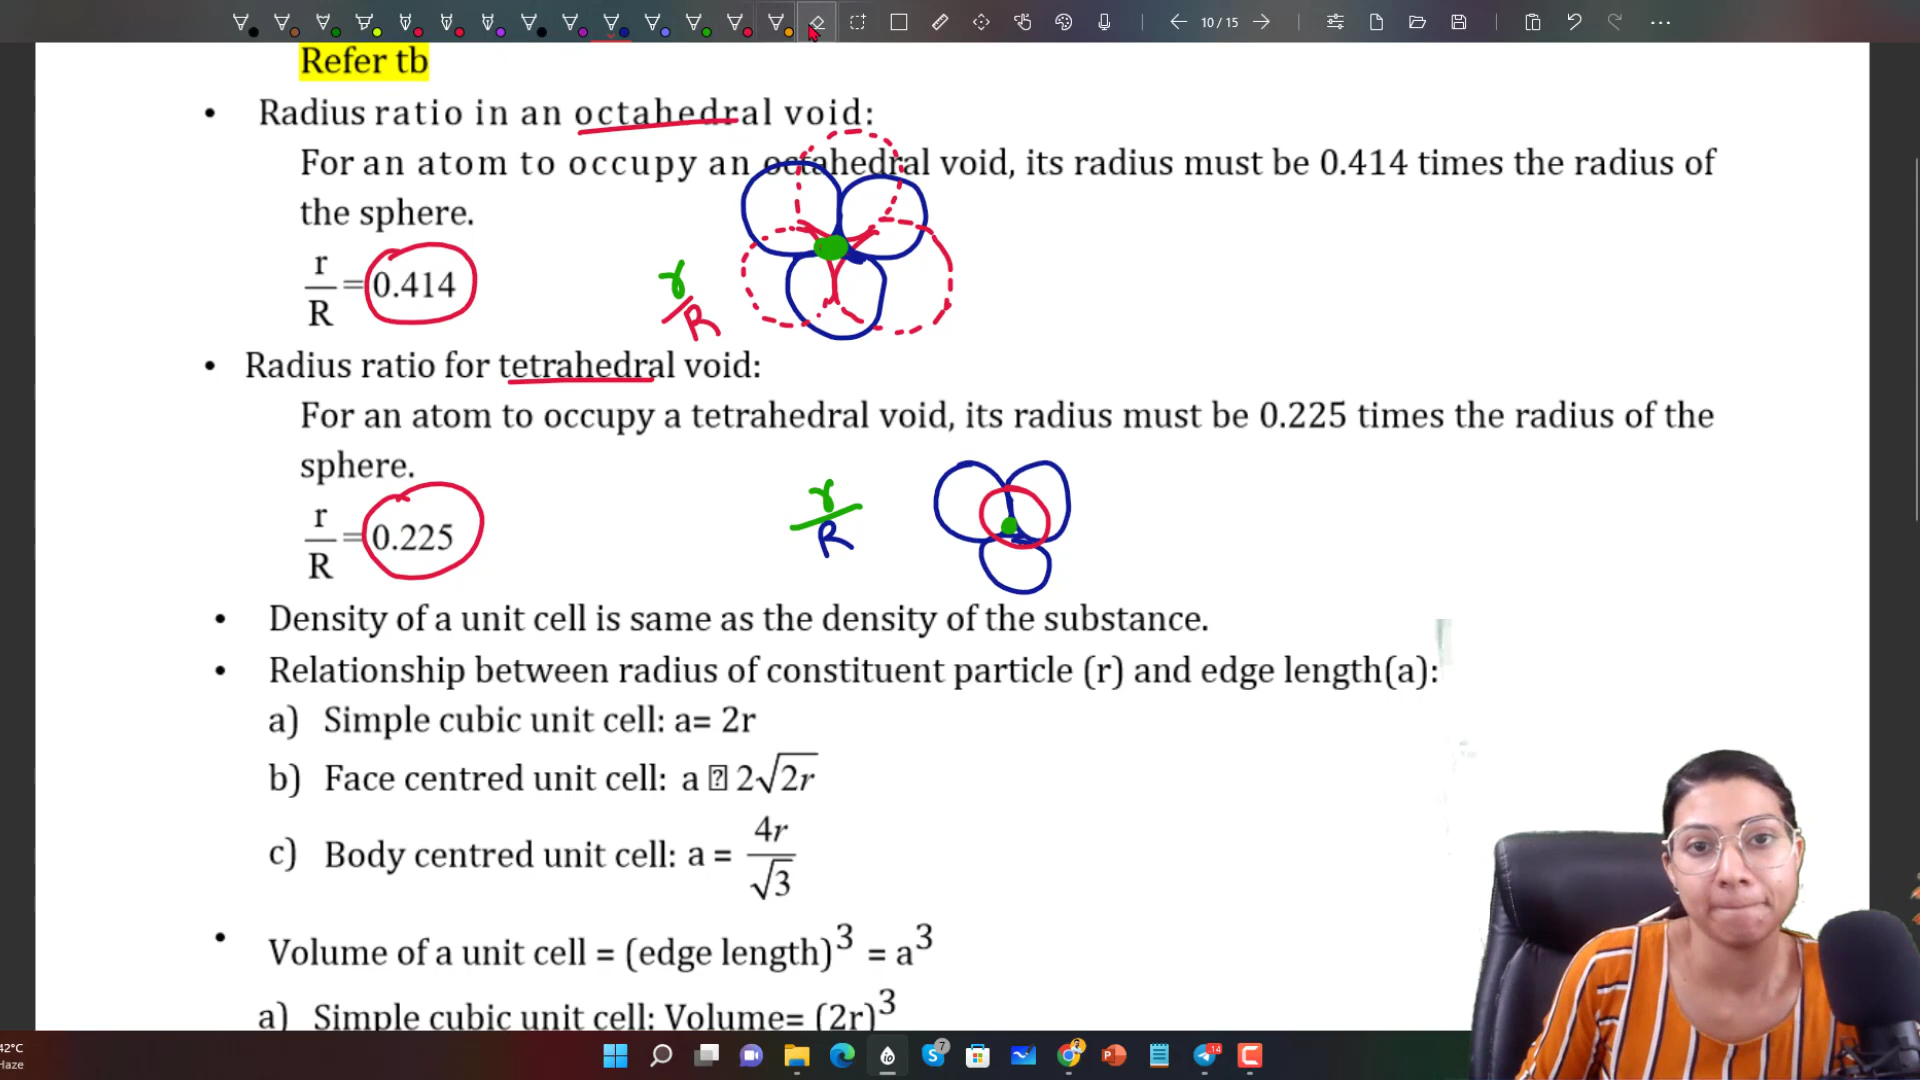 10 / 15
Refer tb
• Radius ratio in an octahedral void:
For an atom to occupy an octahedral void, its radius must be 0.414 times the radius of
the sphere.
r/R = 0.414
r/R
• Radius ratio for tetrahedral void:
For an atom to occupy a tetrahedral void, its radius must be 0.225 times the radius of the
sphere.
r/R = 0.225
r/R
• Density of a unit cell is same as the density of the substance.
• Relationship between radius of constituent particle (r) and edge length(a):
a) Simple cubic unit cell: a= 2r
b) Face centred unit cell: a ⍰ 2√2r
c) Body centred unit cell: a = 4r/√3
• Volume of a unit cell = (edge length)³ = a³
a) Simple cubic unit cell: Volume= (2r)³
42°C
Haze
7
2
14